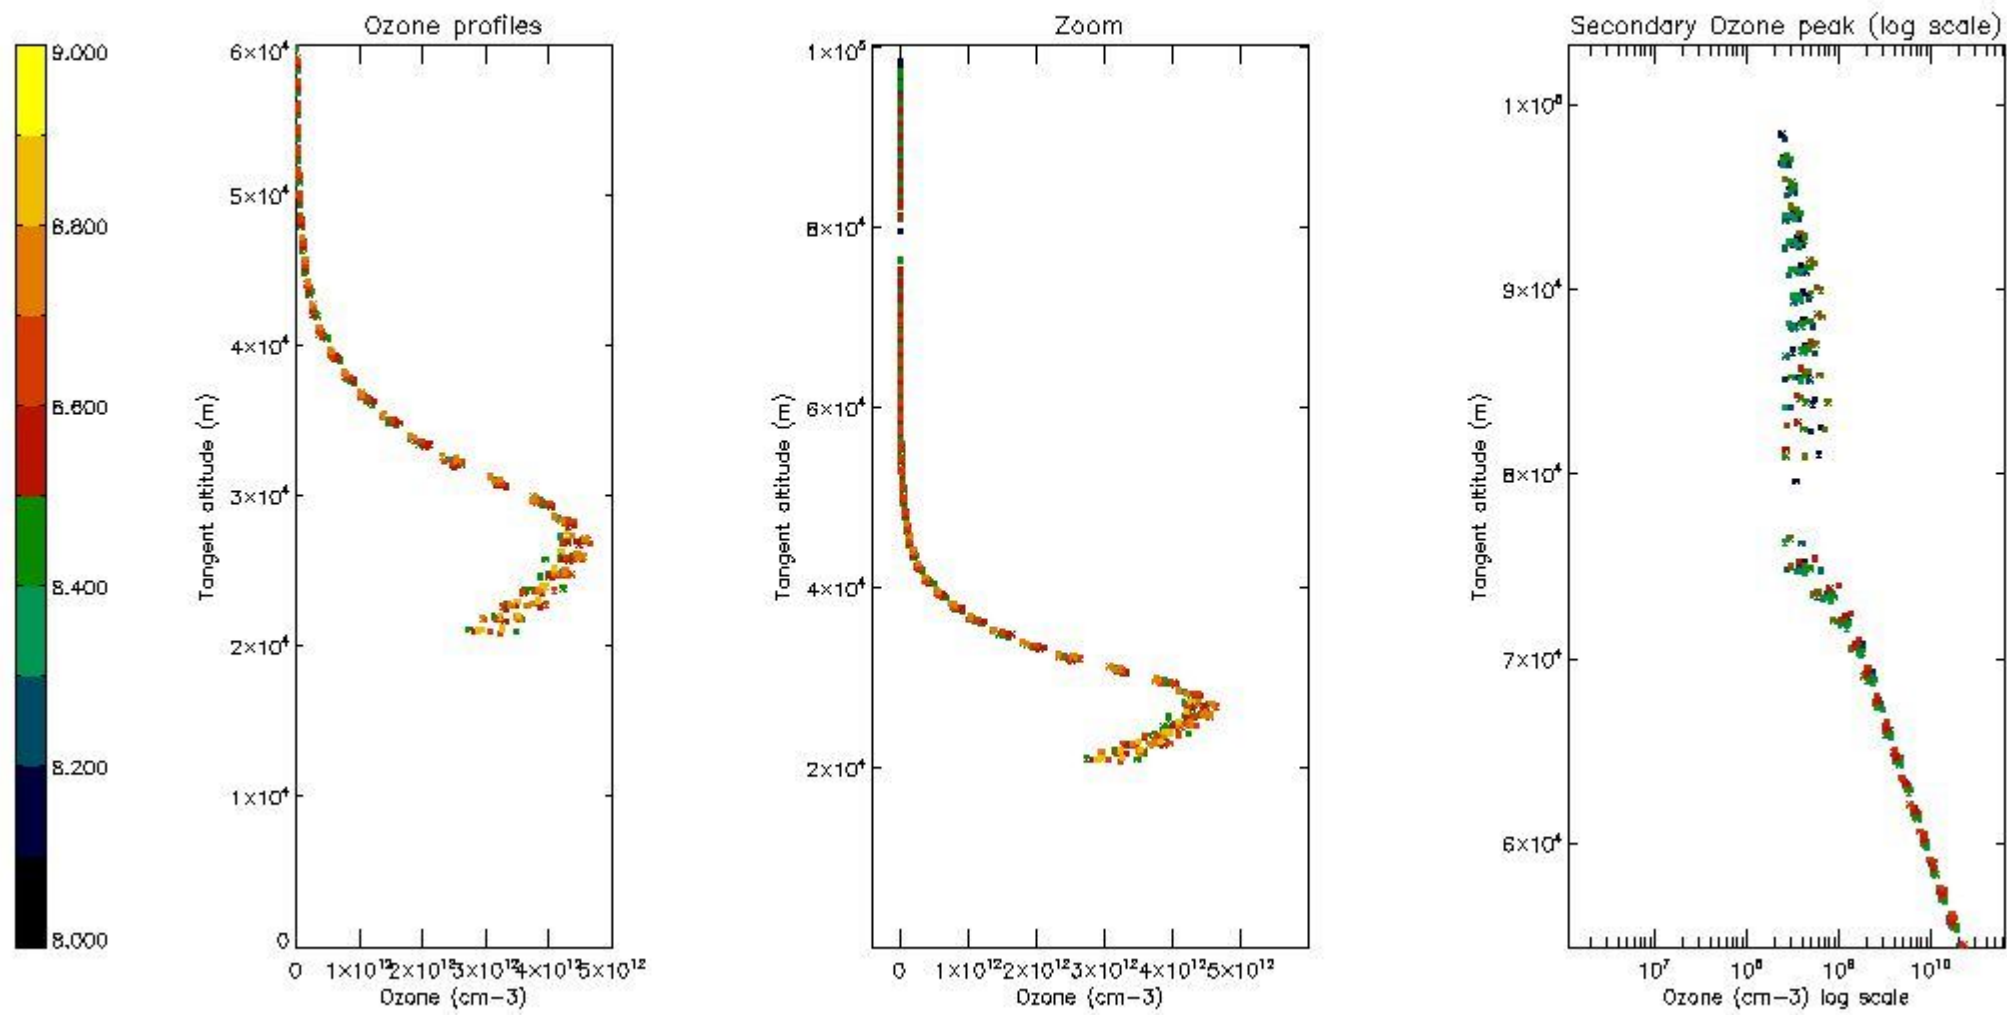 Ozone profiles
Zoom
Secondary Ozone peak (log scale)
9.000
8.800
8.600
8.400
8.200
8.000
6×10⁴
5×10⁴
4×10⁴
3×10⁴
2×10⁴
1×10⁴
0
Tangent altitude (m)
0 1×10¹² 2×10¹² 3×10¹² 4×10¹² 5×10¹²
Ozone (cm−3)
1×10⁵
8×10⁴
6×10⁴
4×10⁴
2×10⁴
Tangent altitude (m)
0 1×10¹² 2×10¹² 3×10¹² 4×10¹² 5×10¹²
Ozone (cm−3)
1×10⁵
9×10⁴
8×10⁴
7×10⁴
6×10⁴
Tangent altitude (m)
10⁷ 10⁸ 10⁹ 10¹⁰
Ozone (cm−3) log scale